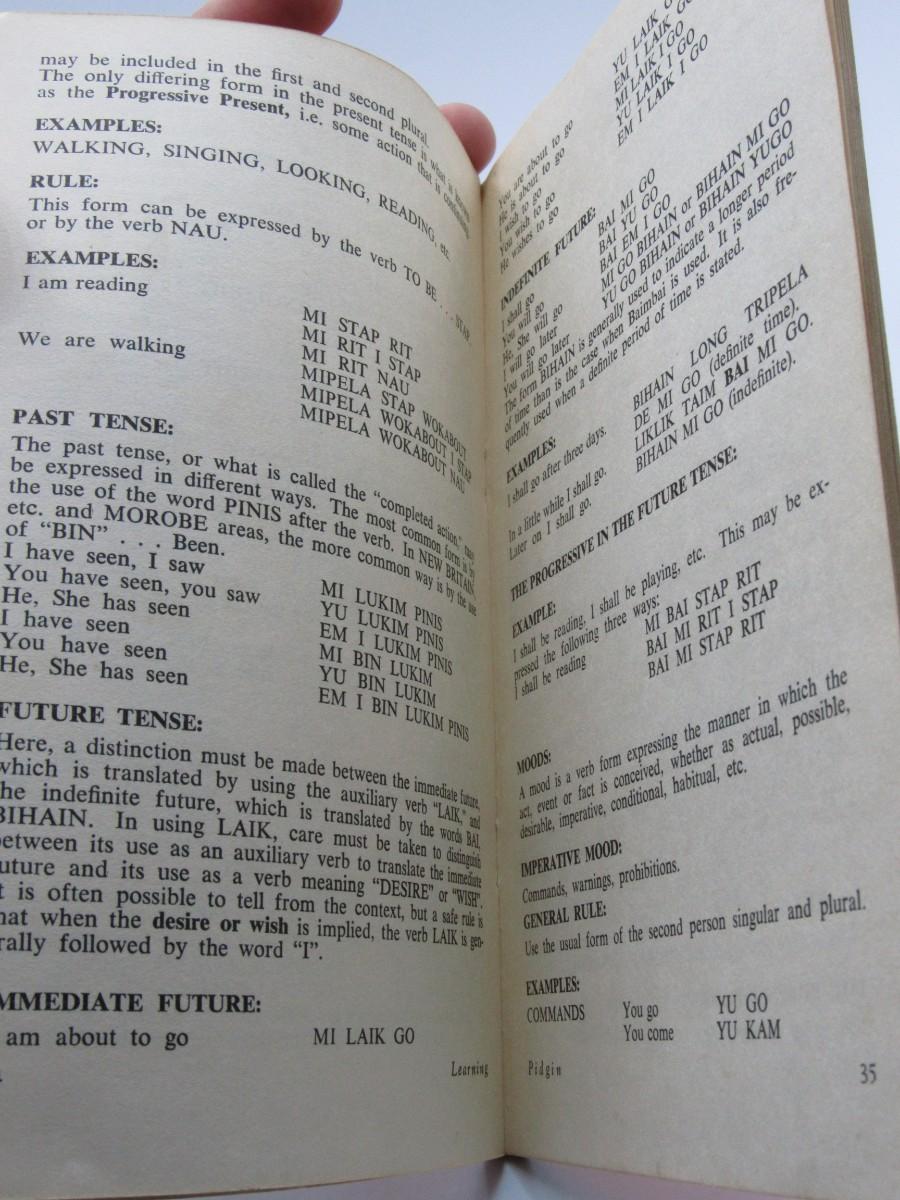 may be included in the first and second plural.
The only differing form in the present tense is what is
as the Progressive Present, i.e. some action that is
EXAMPLES:
WALKING, SINGING, LOOKING, READING, etc.
RULE:
This form can be expressed by the verb TO BE . . . STAP,
or by the verb NAU.
EXAMPLES:
I am reading
MI STAP RIT
MI RIT I STAP
MI RIT NAU
We are walking
MIPELA STAP WOKABOUT
MIPELA WOKABOUT I STAP
MIPELA WOKABOUT NAU
PAST TENSE:
The past tense, or what is called the "completed action," may
be expressed in different ways. The most common form is by
the use of the word PINIS after the verb. In NEW BRITAIN,
etc. and MOROBE areas, the more common way is by the use
of "BIN" . . . Been.
I have seen, I saw MI LUKIM PINIS
You have seen, you saw YU LUKIM PINIS
He, She has seen EM I LUKIM PINIS
I have seen MI BIN LUKIM
You have seen YU BIN LUKIM
He, She has seen EM I BIN LUKIM PINIS
FUTURE TENSE:
Here, a distinction must be made between the immediate future,
which is translated by using the auxiliary verb "LAIK," and
the indefinite future, which is translated by the words BAI,
BIHAIN. In using LAIK, care must be taken to distinguish
between its use as an auxiliary verb to translate the immediate
future and its use as a verb meaning "DESIRE" or "WISH".
t is often possible to tell from the context, but a safe rule is
hat when the desire or wish is implied, the verb LAIK is gen-
rally followed by the word "I".
MMEDIATE FUTURE:
am about to go MI LAIK GO
Learning
You are about to go YU LAIK GO
He is about to go EM I LAIK GO
I wish to go MI LAIK I GO
You wish to go YU LAIK I GO
He wishes to go EM I LAIK I GO
INDEFINITE FUTURE:
I shall go BAI MI GO
You will go BAI YU GO
He, She will go BAI EM I GO
I will go later MI GO BIHAIN or BIHAIN MI GO
You will go later YU GO BIHAIN or BIHAIN YUGO
The form BIHAIN is generally used to indicate a longer period
of time than is the case when Baimbai is used. It is also fre-
quently used when a definite period of time is stated.
EXAMPLES:
I shall go after three days. BIHAIN LONG TRIPELA
DE MI GO (definite time).
In a little while I shall go. LIKLIK TAIM BAI MI GO.
Later on I shall go. BIHAIN MI GO (indefinite).
THE PROGRESSIVE IN THE FUTURE TENSE:
EXAMPLE:
I shall be reading, I shall be playing, etc. This may be ex-
pressed the following three ways:
I shall be reading MI BAI STAP RIT
BAI MI RIT I STAP
BAI MI STAP RIT
MOODS:
A mood is a verb form expressing the manner in which the
act, event or fact is conceived, whether as actual, possible,
desirable, imperative, conditional, habitual, etc.
IMPERATIVE MOOD:
Commands, warnings, prohibitions.
GENERAL RULE:
Use the usual form of the second person singular and plural.
EXAMPLES:
COMMANDS You go YU GO
You come YU KAM
Pidgin 35